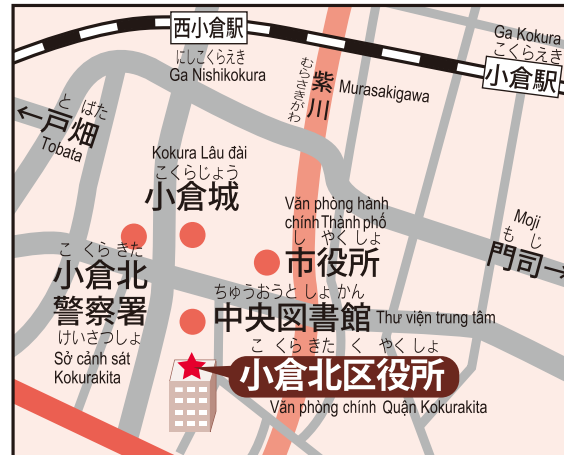 西小倉駅
にしこくらえき
Ga Nishikokura
Ga Kokura
こくらえき
小倉駅
むらさきがわ
紫川
Murasakigawa
とばた
←戸畑
Tobata
Kokura Lâu đài
こくらじょう
小倉城
Văn phòng hành
chính Thành phố
しやくしょ
市役所
Moji
もじ
門司→
こくらきた
小倉北
警察署
けいさつしょ
Sở cảnh sát
Kokurakita
ちゅうおうとしょかん
中央図書館
Thư viện trung tâm
こくらきたくやくしょ
小倉北区役所
Văn phòng chính Quận Kokurakita